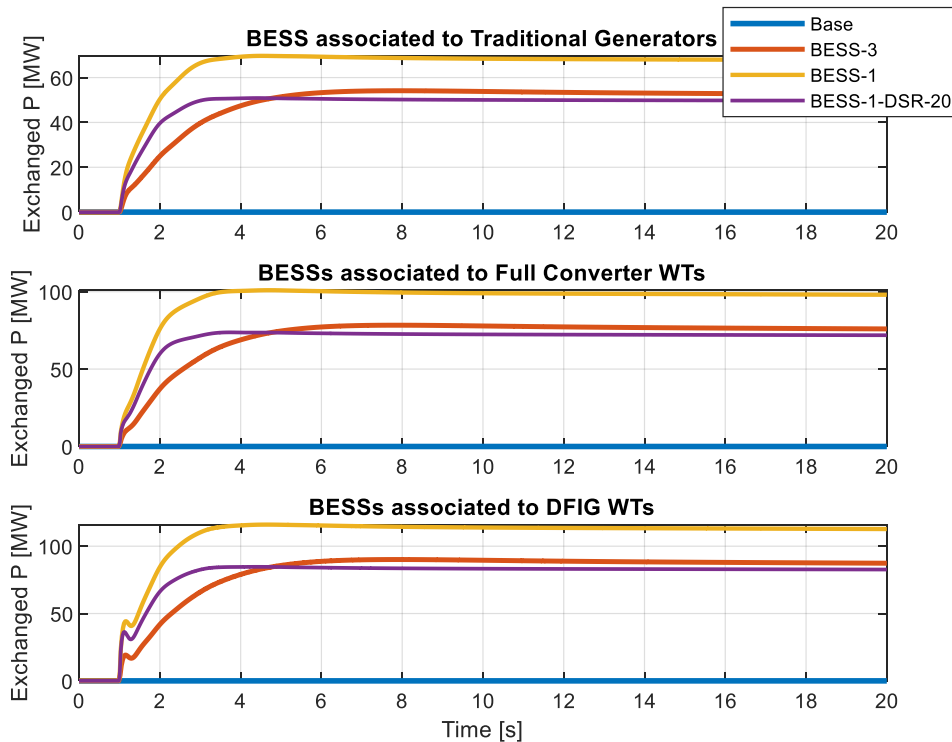 BESS associated to Traditional Generators
Base
BESS-3
BESS-1
BESS-1-DSR-20
Exchanged P [MW]
60
40
20
0
0 2 4 6 8 10 12 14 16 18 20
BESSs associated to Full Converter WTs
Exchanged P [MW]
100
50
0
0 2 4 6 8 10 12 14 16 18 20
BESSs associated to DFIG WTs
Exchanged P [MW]
100
50
0
0 2 4 6 8 10 12 14 16 18 20
Time [s]